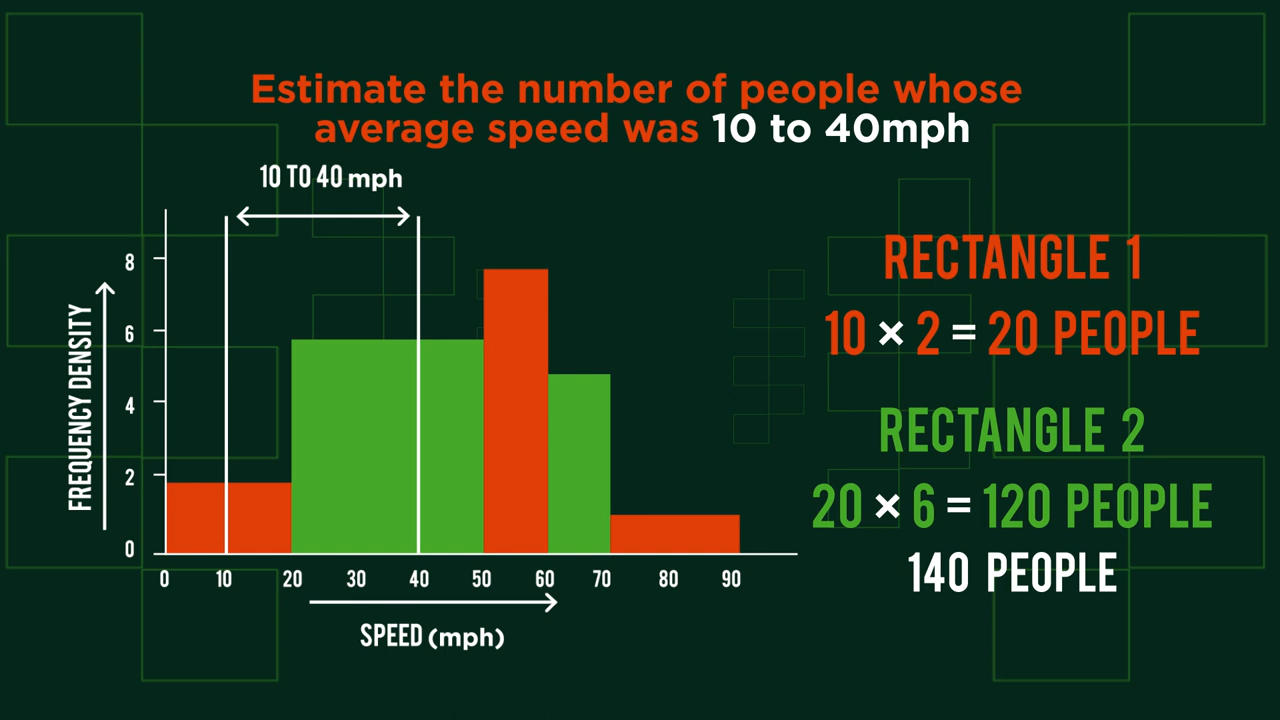 Estimate the number of people whose
average speed was 10 to 40mph
10 TO 40 mph
FREQUENCY DENSITY
8
6
4
2
0
0 10 20 30 40 50 60 70 80 90
SPEED (mph)
RECTANGLE 1
10 × 2 = 20 PEOPLE
RECTANGLE 2
20 × 6 = 120 PEOPLE
140 PEOPLE